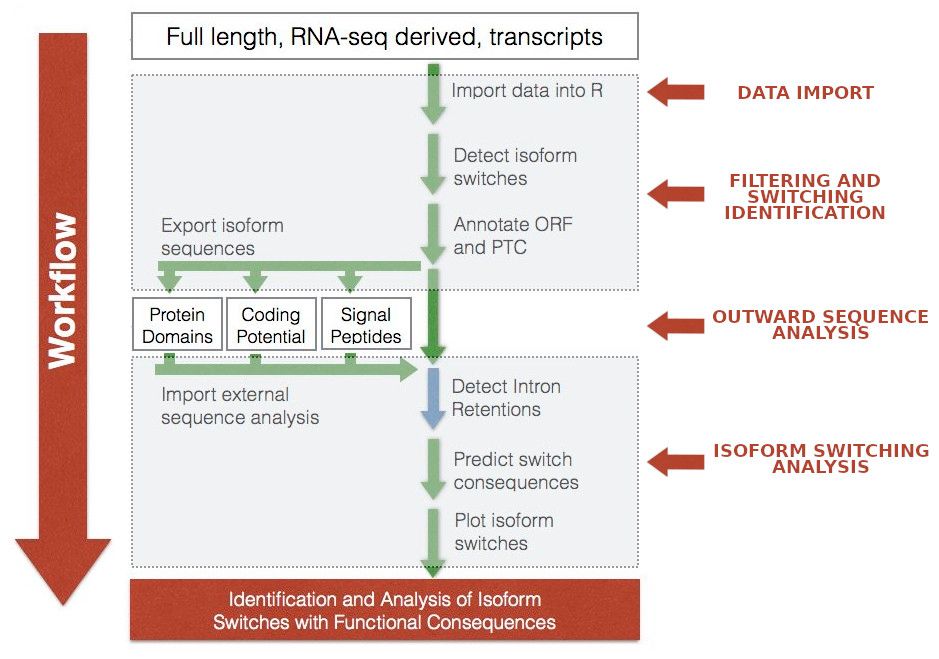 Full length, RNA-seq derived, transcripts
Import data into R
DATA IMPORT
Detect isoform
switches
FILTERING AND
SWITCHING
IDENTIFICATION
Annotate ORF
and PTC
Export isoform
sequences
Workflow
Protein
Domains
Coding
Potential
Signal
Peptides
OUTWARD SEQUENCE
ANALYSIS
Import external
sequence analysis
Detect Intron
Retentions
Predict switch
consequences
ISOFORM SWITCHING
ANALYSIS
Plot isoform
switches
Identification and Analysis of Isoform
Switches with Functional Consequences